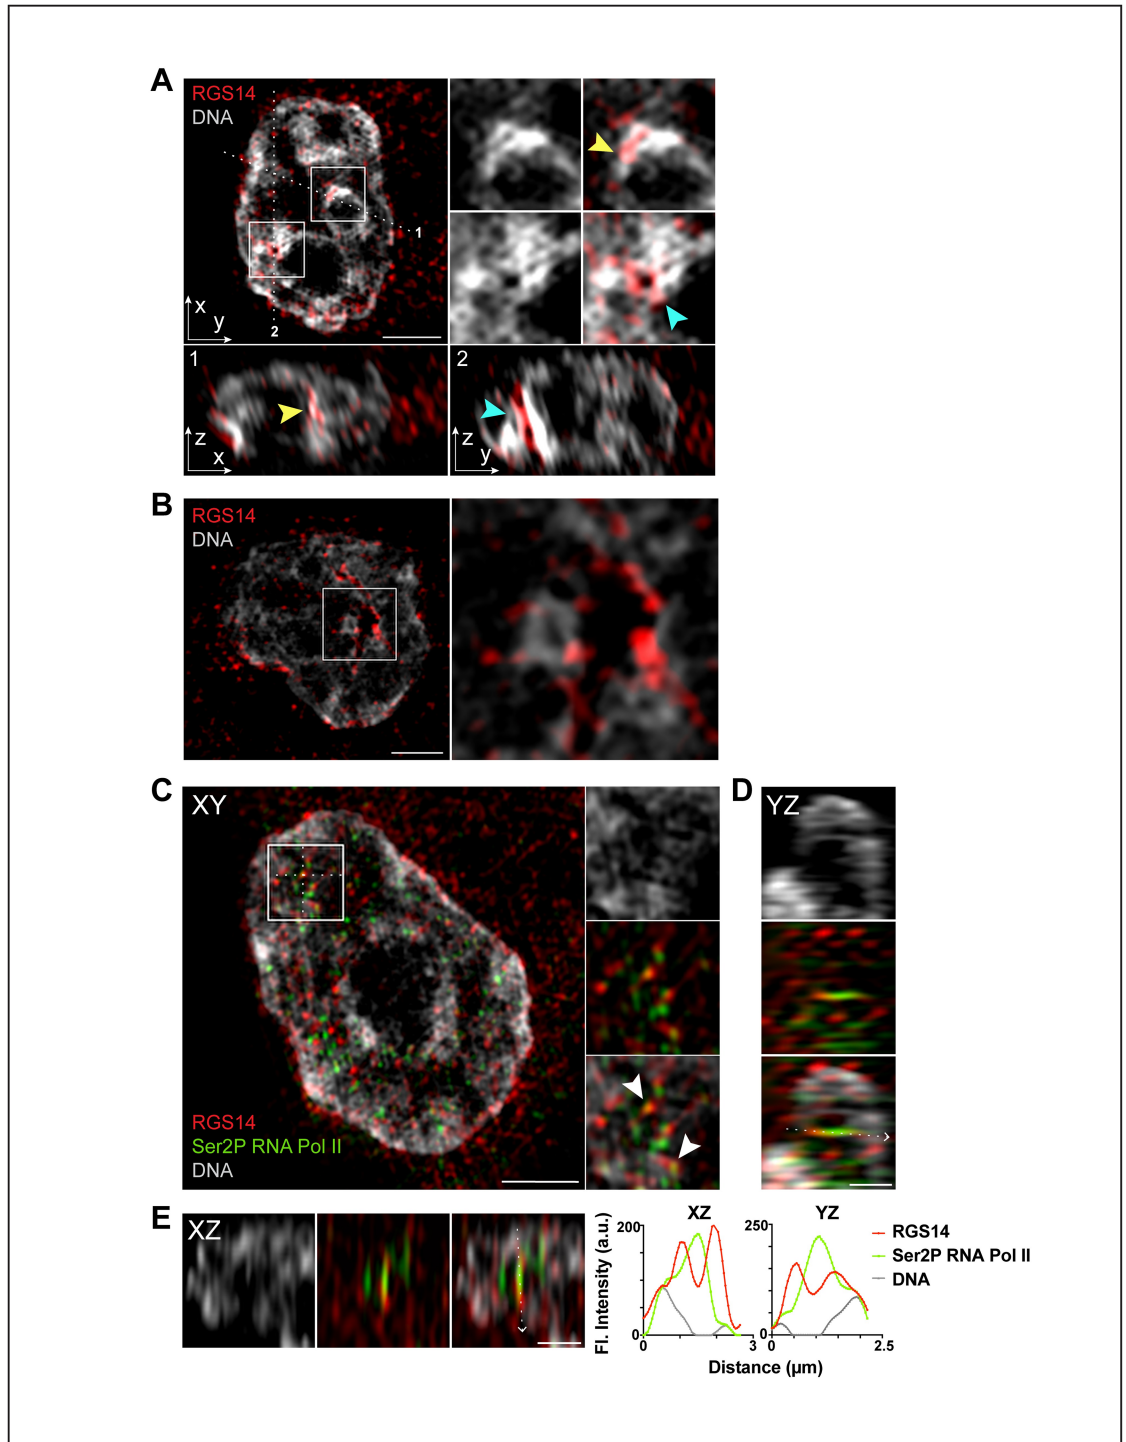 A
RGS14
DNA
1
2
x
y
1
z
x
2
z
y
B
RGS14
DNA
C
XY
RGS14
Ser2P RNA Pol II
DNA
D
YZ
E
XZ
XZ
YZ
Fl. Intensity (a.u.)
200
0
0
3
250
0
0
2.5
Distance (µm)
RGS14
Ser2P RNA Pol II
DNA